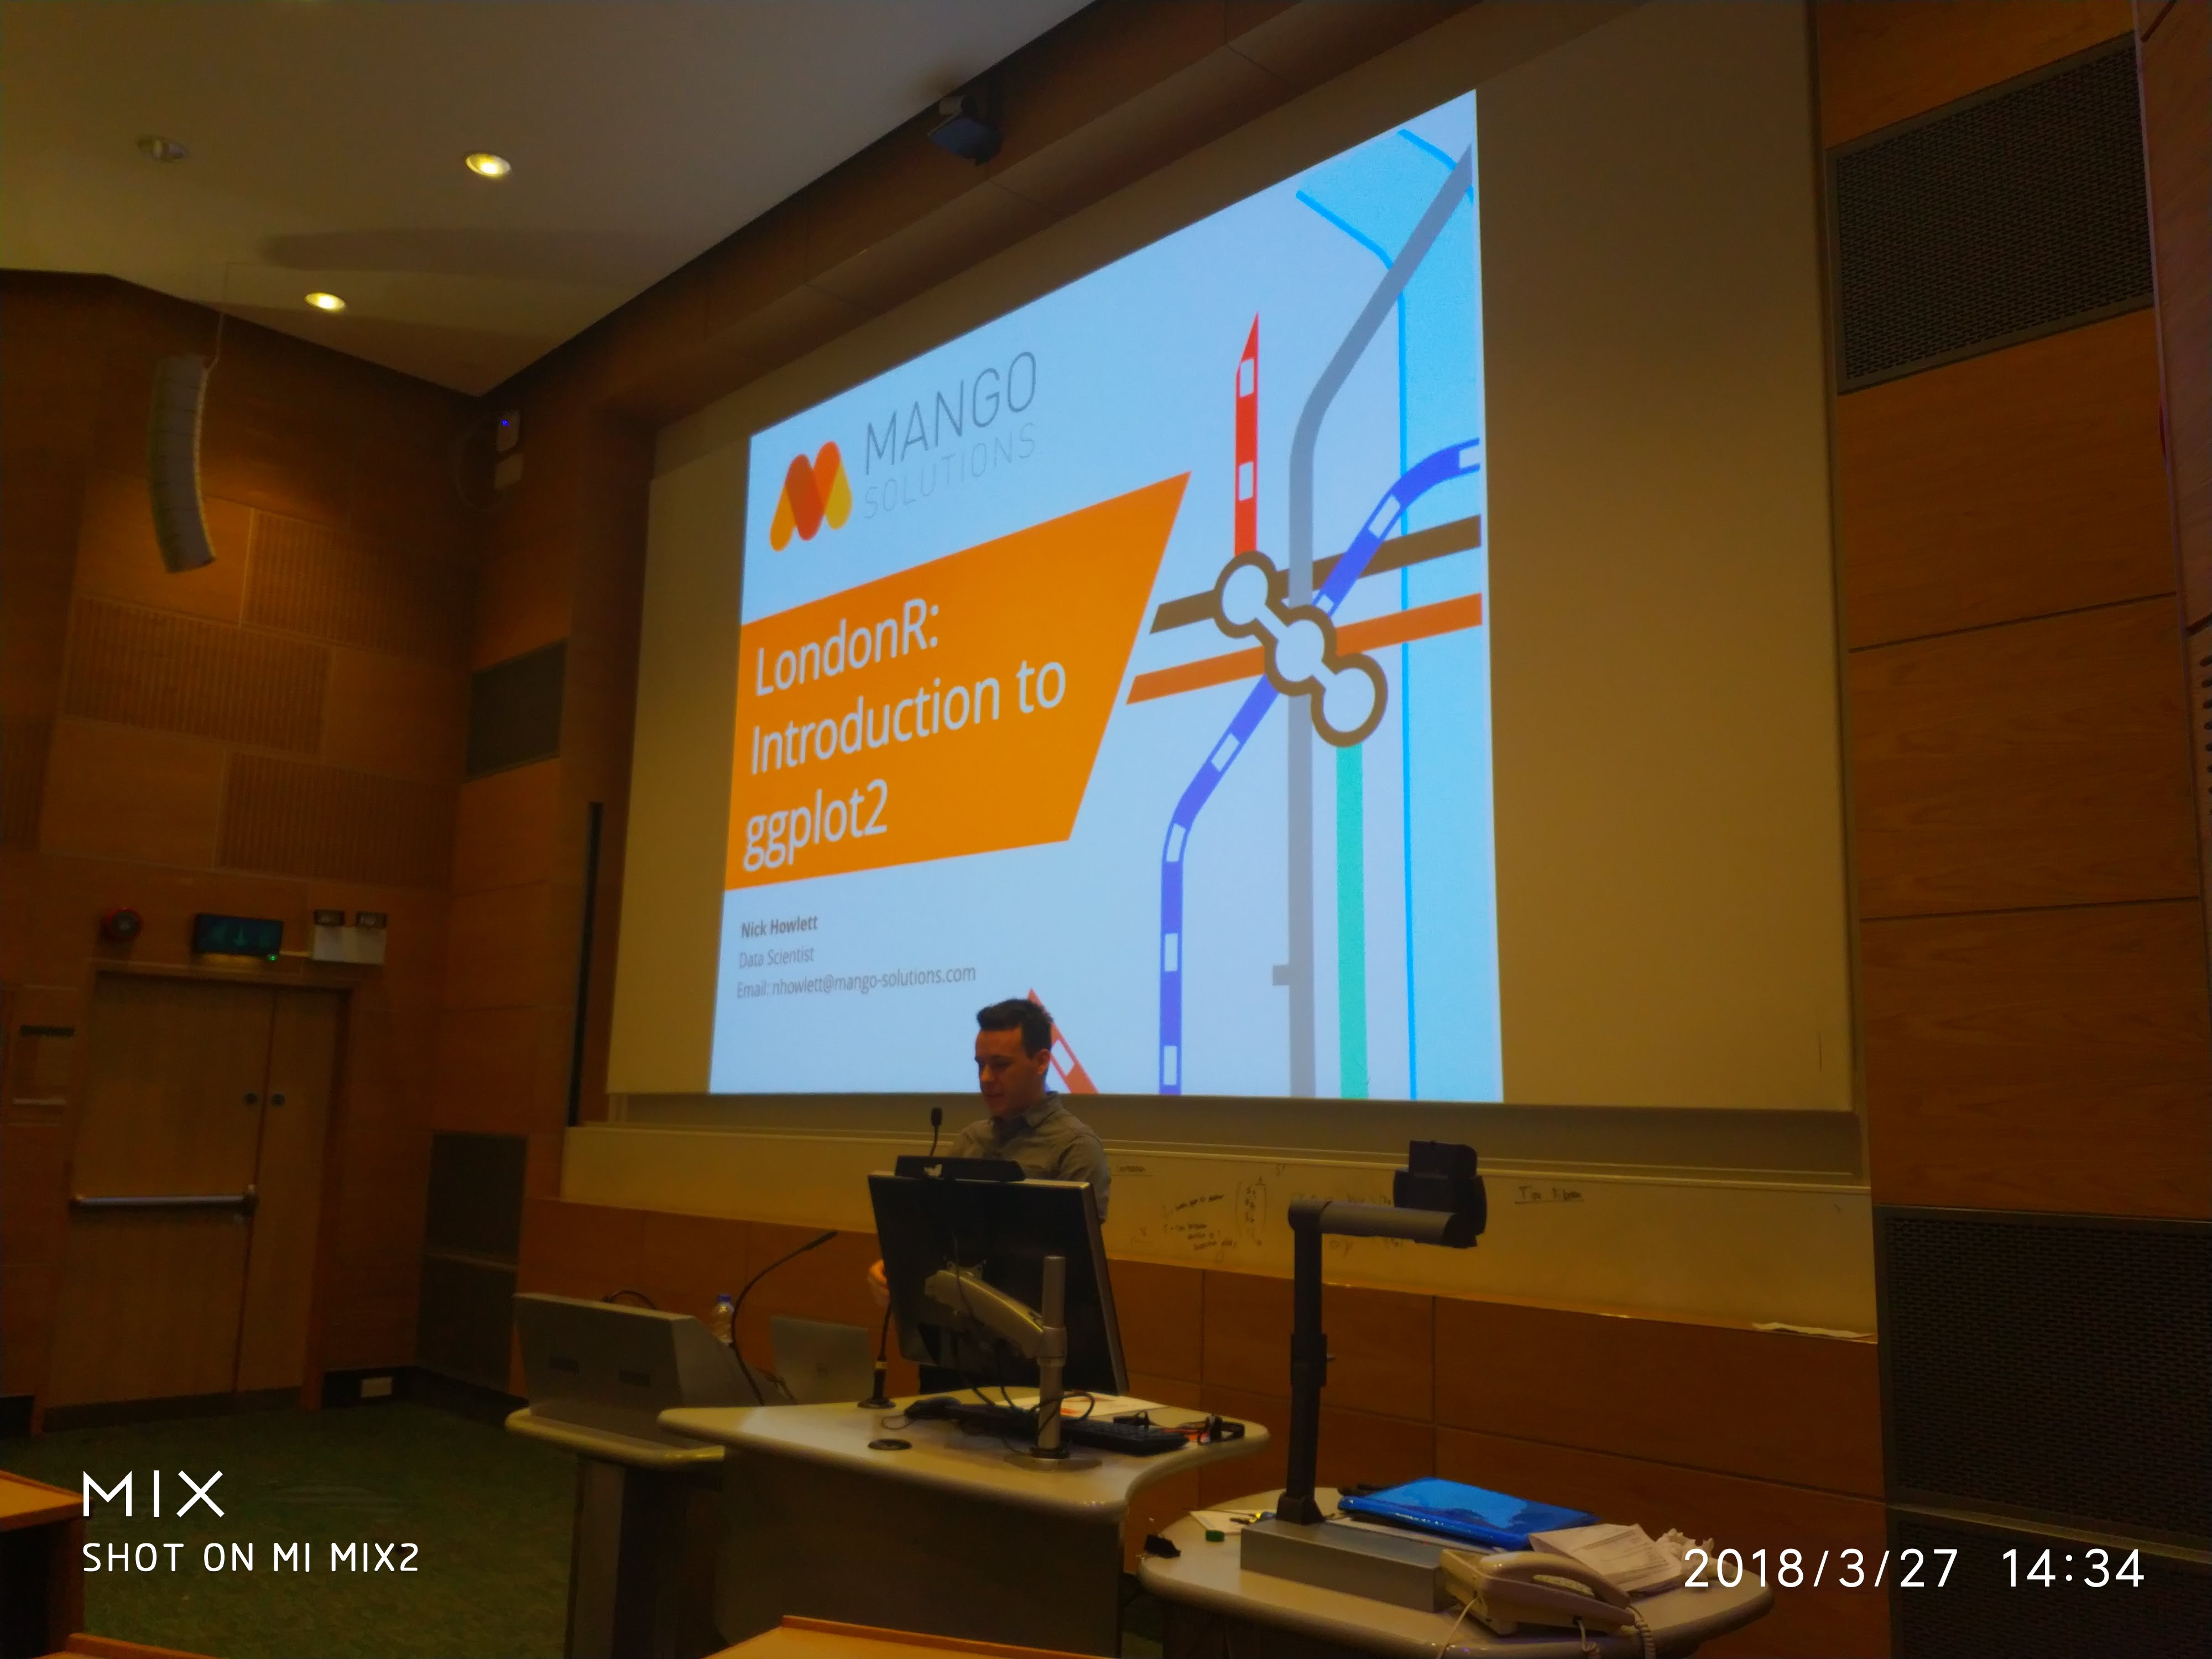 MANGO
SOLUTIONS
LondonR:
Introduction to
ggplot2
Nick Howlett
Data Scientist
Email: nhowlett@mango-solutions.com
MIX
SHOT ON MI MIX2
2018/3/27 14:34